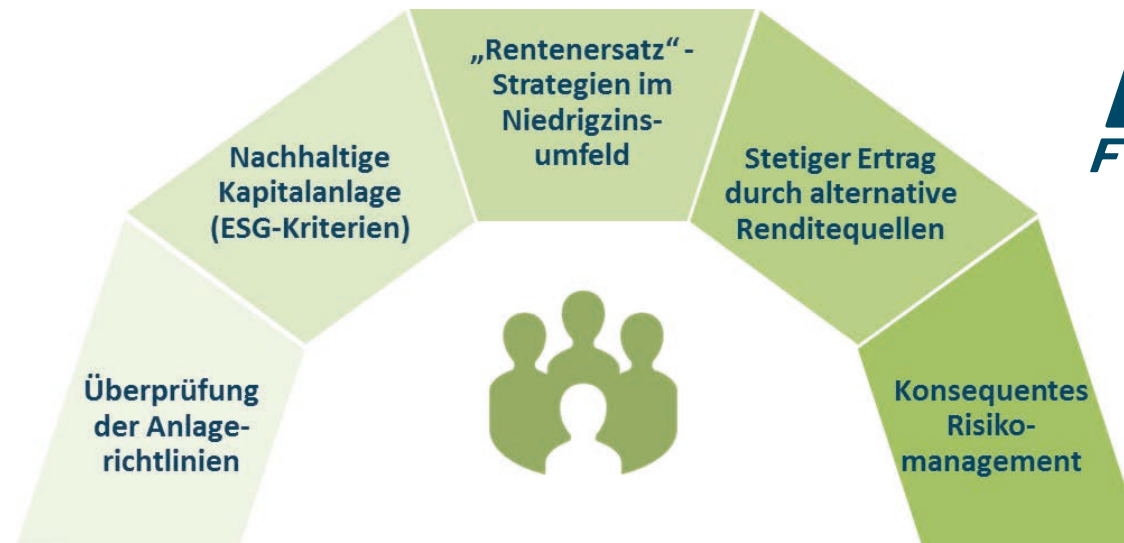 Überprüfung
der Anlage-
richtlinien
Nachhaltige
Kapitalanlage
(ESG-Kriterien)
„Rentenersatz“ -
Strategien im
Niedrigzins-
umfeld
Stetiger Ertrag
durch alternative
Renditequellen
Konsequentes
Risiko-
management